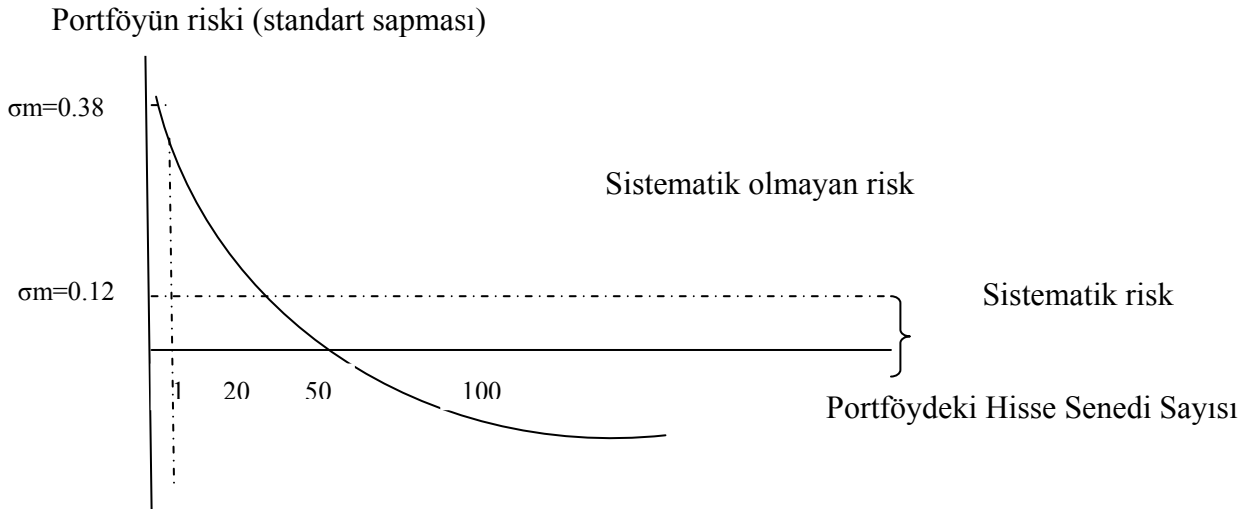 Portföyün riski (standart sapması)
σm=0.38
Sistematik olmayan risk
σm=0.12
Sistematik risk
1 20 50 100
Portföydeki Hisse Senedi Sayısı